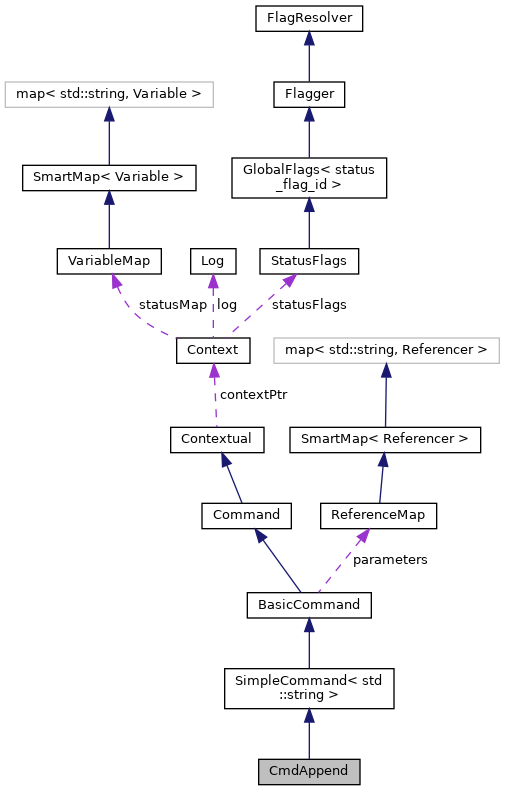 FlagResolver
map< std::string, Variable >
Flagger
SmartMap< Variable >
GlobalFlags< status
_flag_id >
VariableMap
Log
StatusFlags
statusMap
log
statusFlags
Context
map< std::string, Referencer >
contextPtr
Contextual
SmartMap< Referencer >
Command
ReferenceMap
parameters
BasicCommand
SimpleCommand< std
::string >
CmdAppend